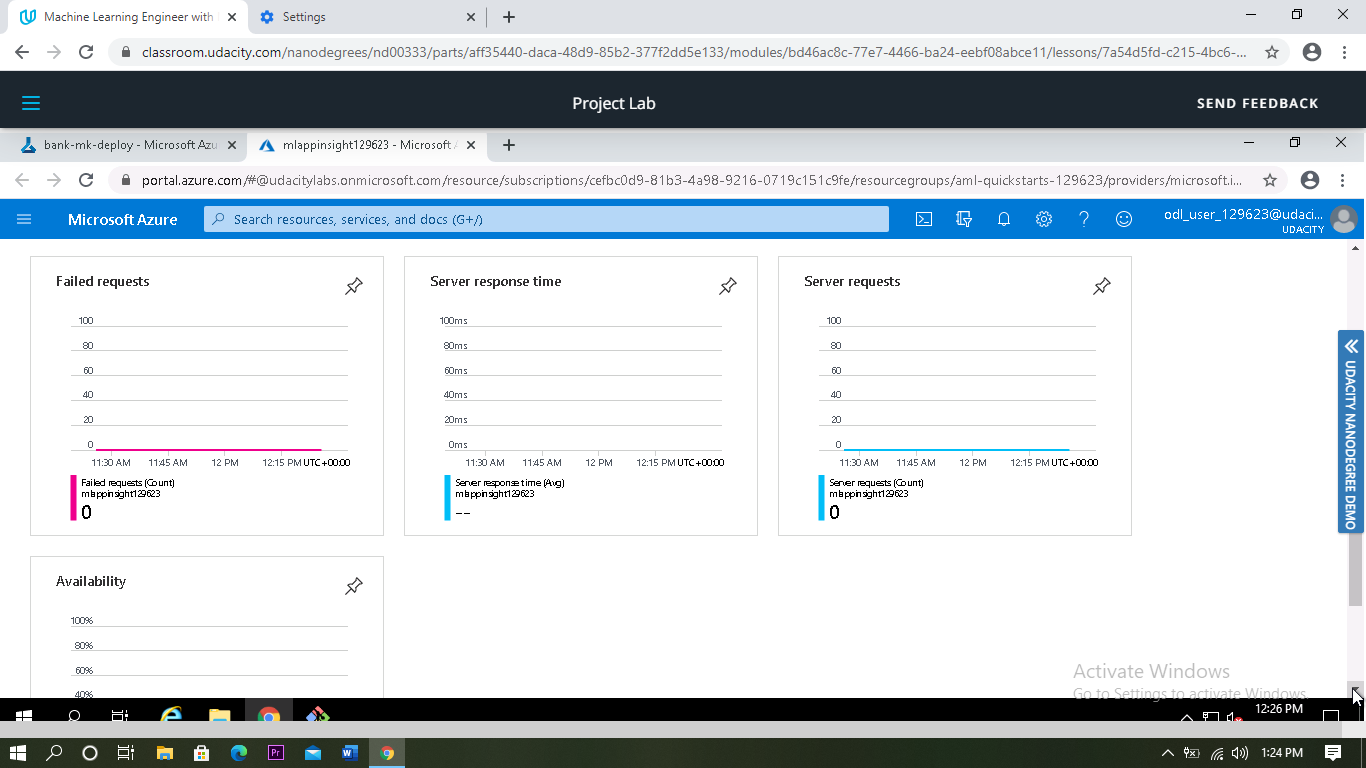 Machine Learning Engineer with
Settings
classroom.udacity.com/nanodegrees/nd00333/parts/aff35440-daca-48d9-85b2-377f2dd5e133/modules/bd46ac8c-77e7-4466-ba24-eebf08abce11/lessons/7a54d5fd-c215-4bc6-...
Project Lab
SEND FEEDBACK
bank-mk-deploy - Microsoft Azu
mlappinsight129623 - Microsoft A
portal.azure.com/#@udacitylabs.onmicrosoft.com/resource/subscriptions/cefbc0d9-81b3-4a98-9216-0719c151c9fe/resourcegroups/aml-quickstarts-129623/providers/microsoft.i...
Microsoft Azure
Search resources, services, and docs (G+/)
odl_user_129623@udaci...
UDACITY
Failed requests
100
80
60
40
20
0
11:30 AM 11:45 AM 12 PM 12:15 PM UTC+00:00
Failed requests (Count)
mlappinsight129623
0
Server response time
100ms
80ms
60ms
40ms
20ms
0ms
11:30 AM 11:45 AM 12 PM 12:15 PM UTC+00:00
Server response time (Avg)
mlappinsight129623
--
Server requests
100
80
60
40
20
0
11:30 AM 11:45 AM 12 PM 12:15 PM UTC+00:00
Server requests (Count)
mlappinsight129623
0
UDACITY NANODEGREE DEMO
Availability
100%
80%
60%
40%
Activate Windows
Go to Settings to activate Windows.
12:26 PM
Pr
W
1:24 PM